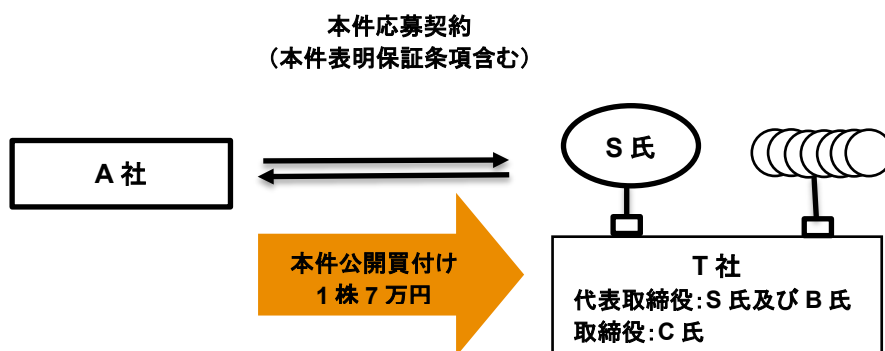 本件応募契約
（本件表明保証条項含む）
A 社
S 氏
本件公開買付け
1 株 7 万円
T 社
代表取締役：S 氏及び B 氏
取締役：C 氏